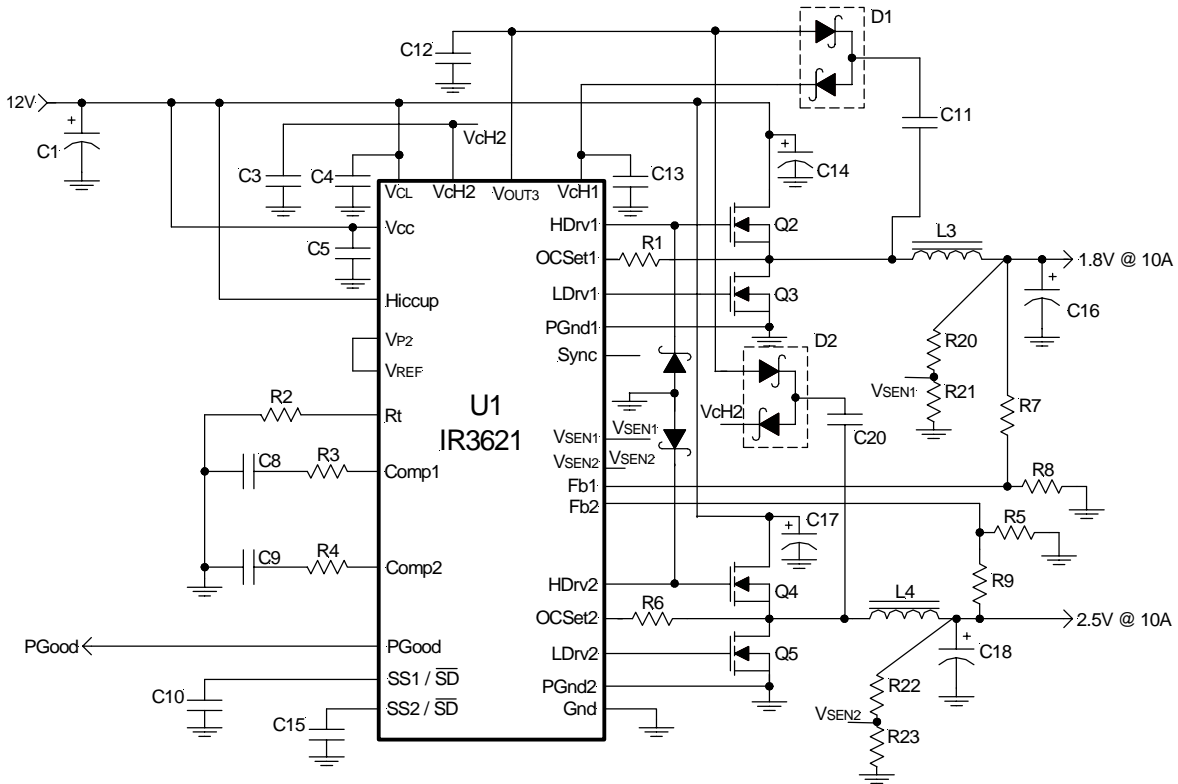 D1
C12
12V
C11
C1
C3
VCH2
C4
C13
C14
VCL
VCH2
VOUT3
VCH1
Vcc
HDrv1
Q2
C5
OCSet1
R1
L3
1.8V @ 10A
Hiccup
LDrv1
Q3
C16
PGnd1
VP2
Sync
D2
R20
VREF
VSEN1
R21
R2
Rt
U1
IR3621
VCH2
R7
VSEN1
VSEN1
C20
VSEN2
VSEN2
C8
R3
Comp1
Fb1
R8
Fb2
C17
R5
C9
R4
Comp2
HDrv2
Q4
R9
OCSet2
R6
L4
2.5V @ 10A
PGood
PGood
LDrv2
Q5
C18
SS1 / SD
PGnd2
R22
C10
SS2 / SD
Gnd
VSEN2
C15
R23